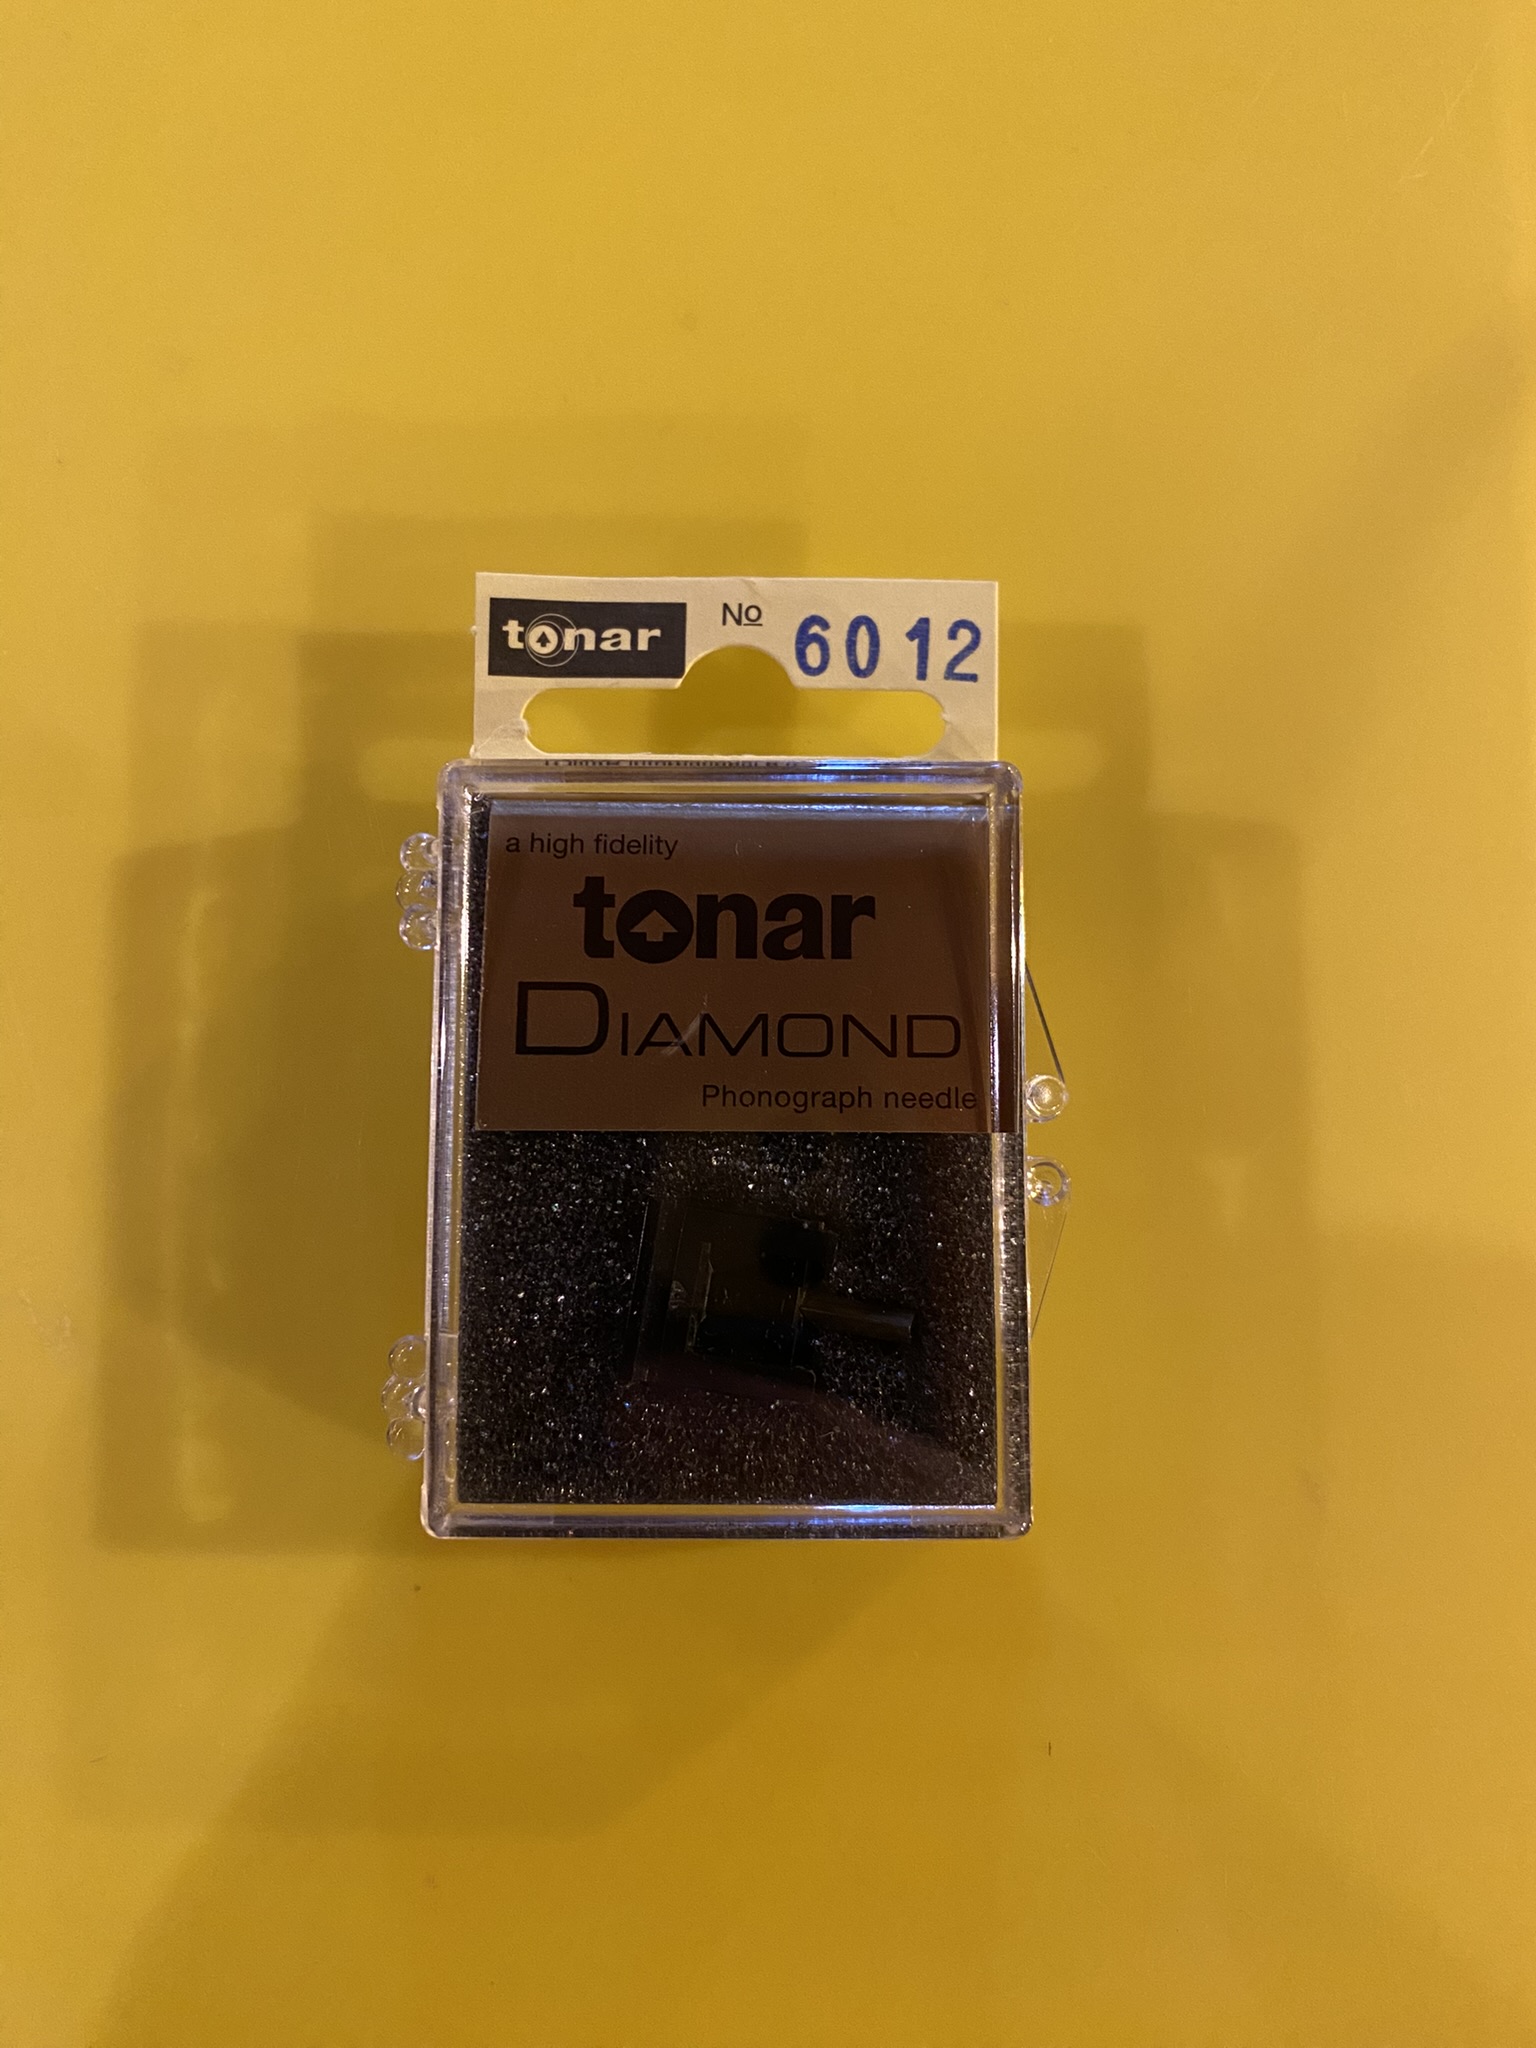 tonar
No 6012
a high fidelity
tonar
DIAMOND
Phonograph needle